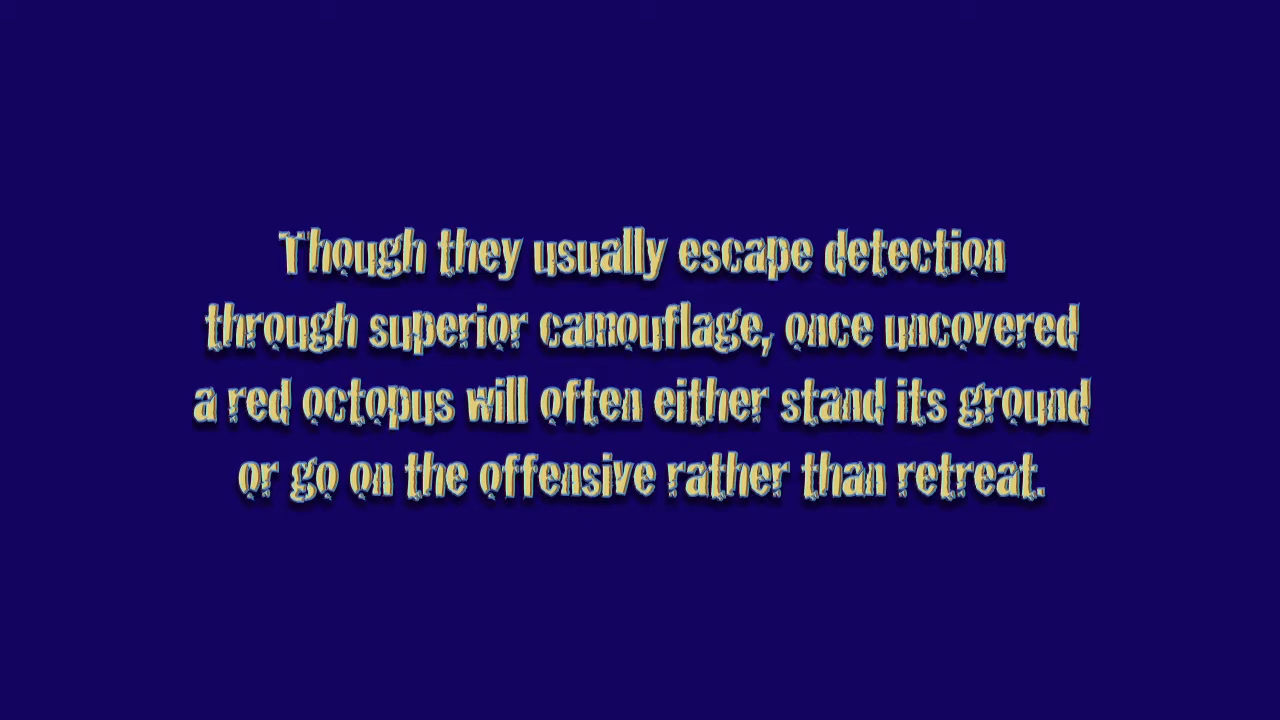 Though they usually escape detection
through superior camouflage, once uncovered
a red octopus will often either stand its ground
or go on the offensive rather than retreat.